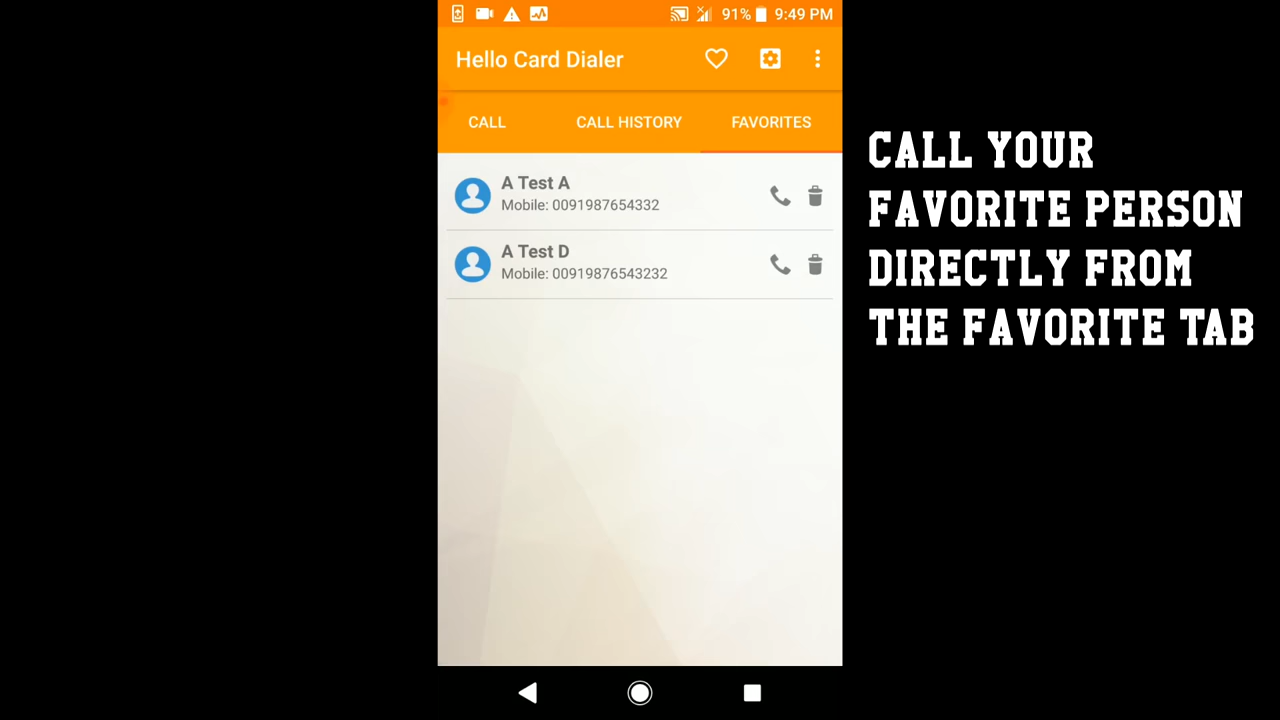 91% 9:49 PM
Hello Card Dialer
CALL CALL HISTORY FAVORITES
A Test A
Mobile: 0091987654332
A Test D
Mobile: 00919876543232
CALL YOUR
FAVORITE PERSON
DIRECTLY FROM
THE FAVORITE TAB